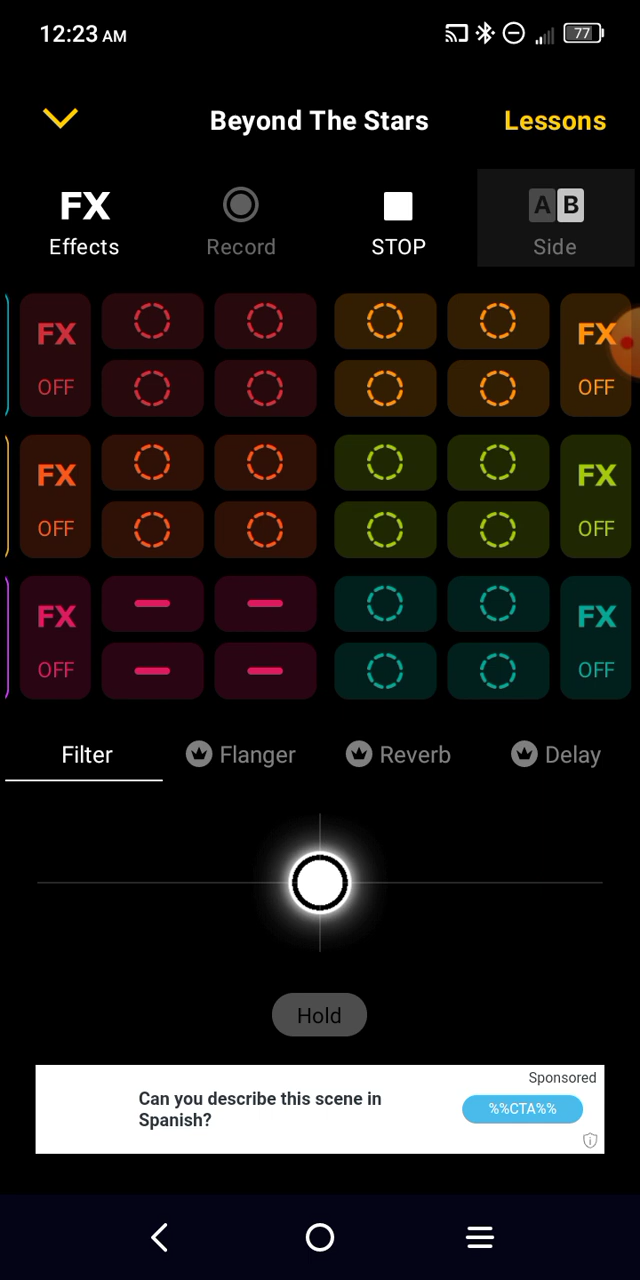 12:23 AM
77
Beyond The Stars
Lessons
FX
Effects
Record
STOP
A B
Side
FX
OFF
FX
OFF
FX
OFF
FX
OFF
FX
OFF
FX
OFF
Filter
Flanger
Reverb
Delay
Hold
Sponsored
Can you describe this scene in
Spanish?
%%CTA%%